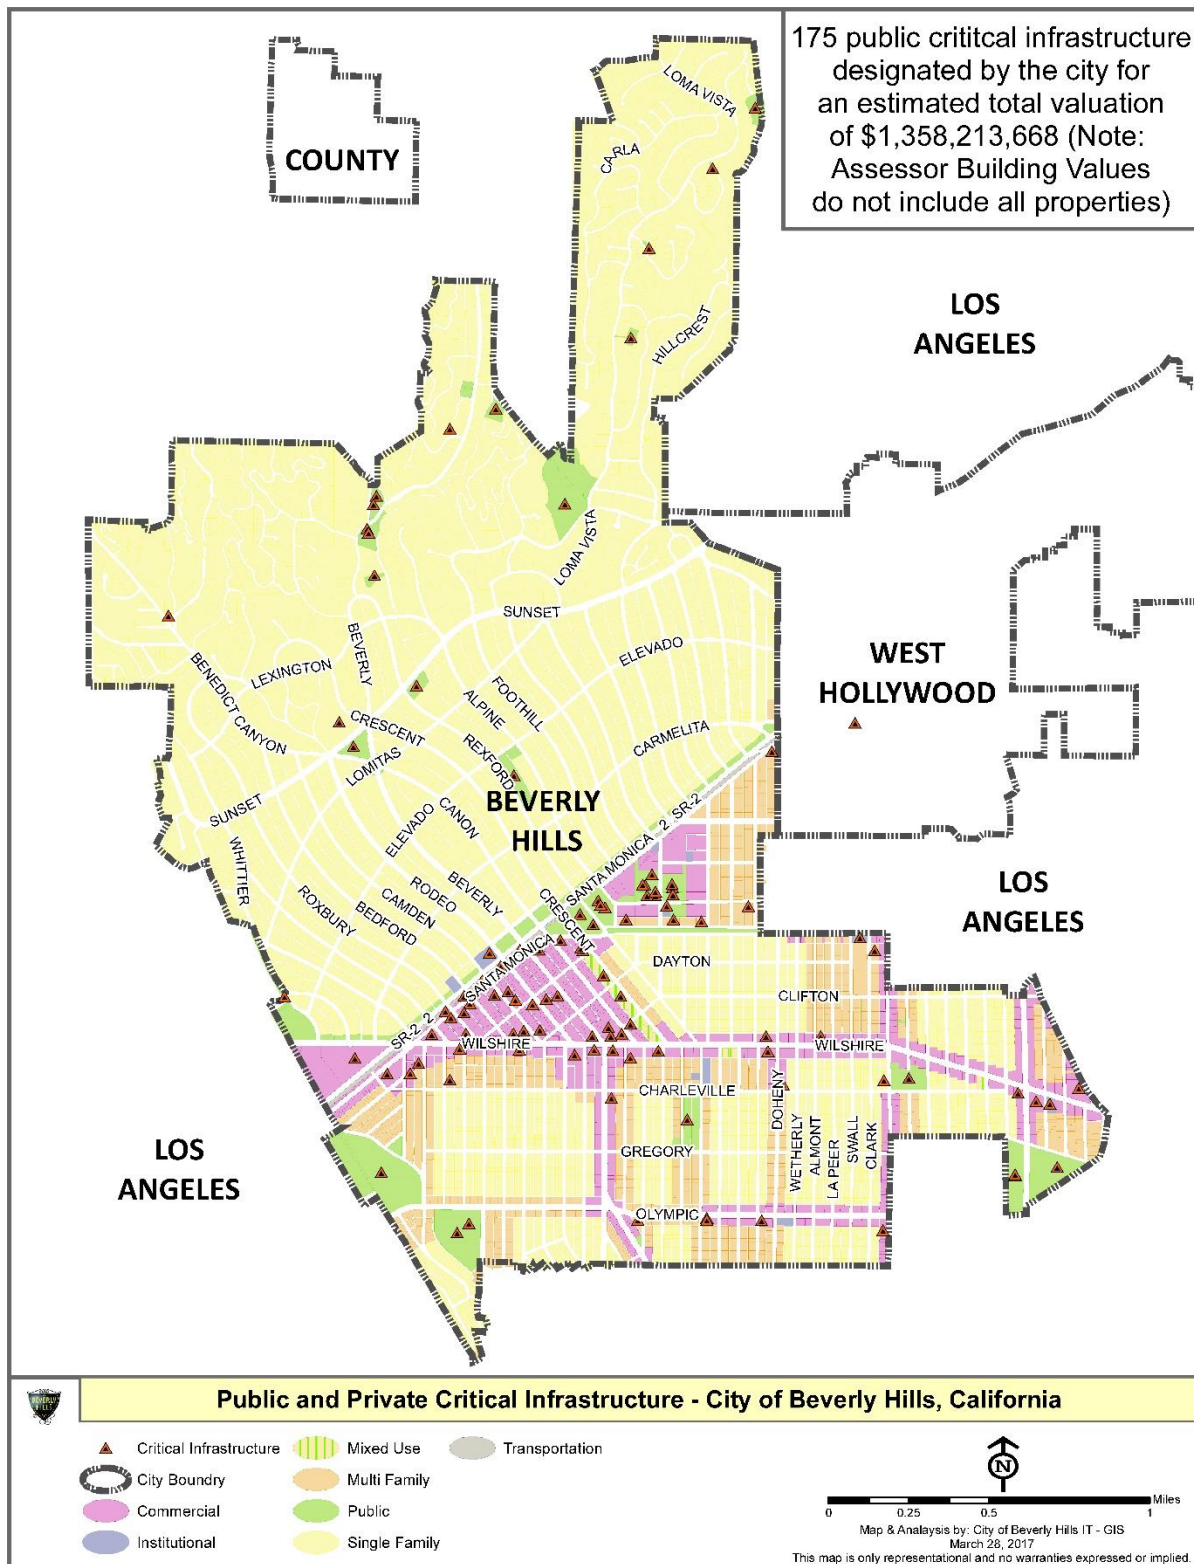 175 public crititcal infrastructure
designated by the city for
an estimated total valuation
of $1,358,213,668 (Note:
Assessor Building Values
do not include all properties)
COUNTY
LOMA VISTA
CARLA
HILLCREST
LOS
ANGELES
LOMA VISTA
SUNSET
ELEVADO
WEST
HOLLYWOOD
BEVERLY
LEXINGTON
BENEDICT CANYON
FOOTHILL
ALPINE
CRESCENT
REXFORD
CARMELITA
LOMITAS
SUNSET
BEVERLY
HILLS
ELEVADO
CANON
WHITTIER
SANTA MONICA 2 SR-2
BEVERLY
RODEO
CAMDEN
BEDFORD
ROXBURY
CRESCENT
LOS
ANGELES
SANTA MONICA
DAYTON
CLIFTON
SR-2 2
WILSHIRE
WILSHIRE
CHARLEVILLE
DOHENY
WETHERLY
ALMONT
LA PEER
SWALL
CLARK
GREGORY
LOS
ANGELES
OLYMPIC
BEVERLY
HILLS
Public and Private Critical Infrastructure - City of Beverly Hills, California
Critical Infrastructure
Mixed Use
Transportation
City Boundry
Multi Family
Commercial
Public
Institutional
Single Family
N
Miles
0 0.25 0.5 1
Map & Analaysis by: City of Beverly Hills IT - GIS
March 28, 2017
This map is only representational and no warranties expressed or implied.